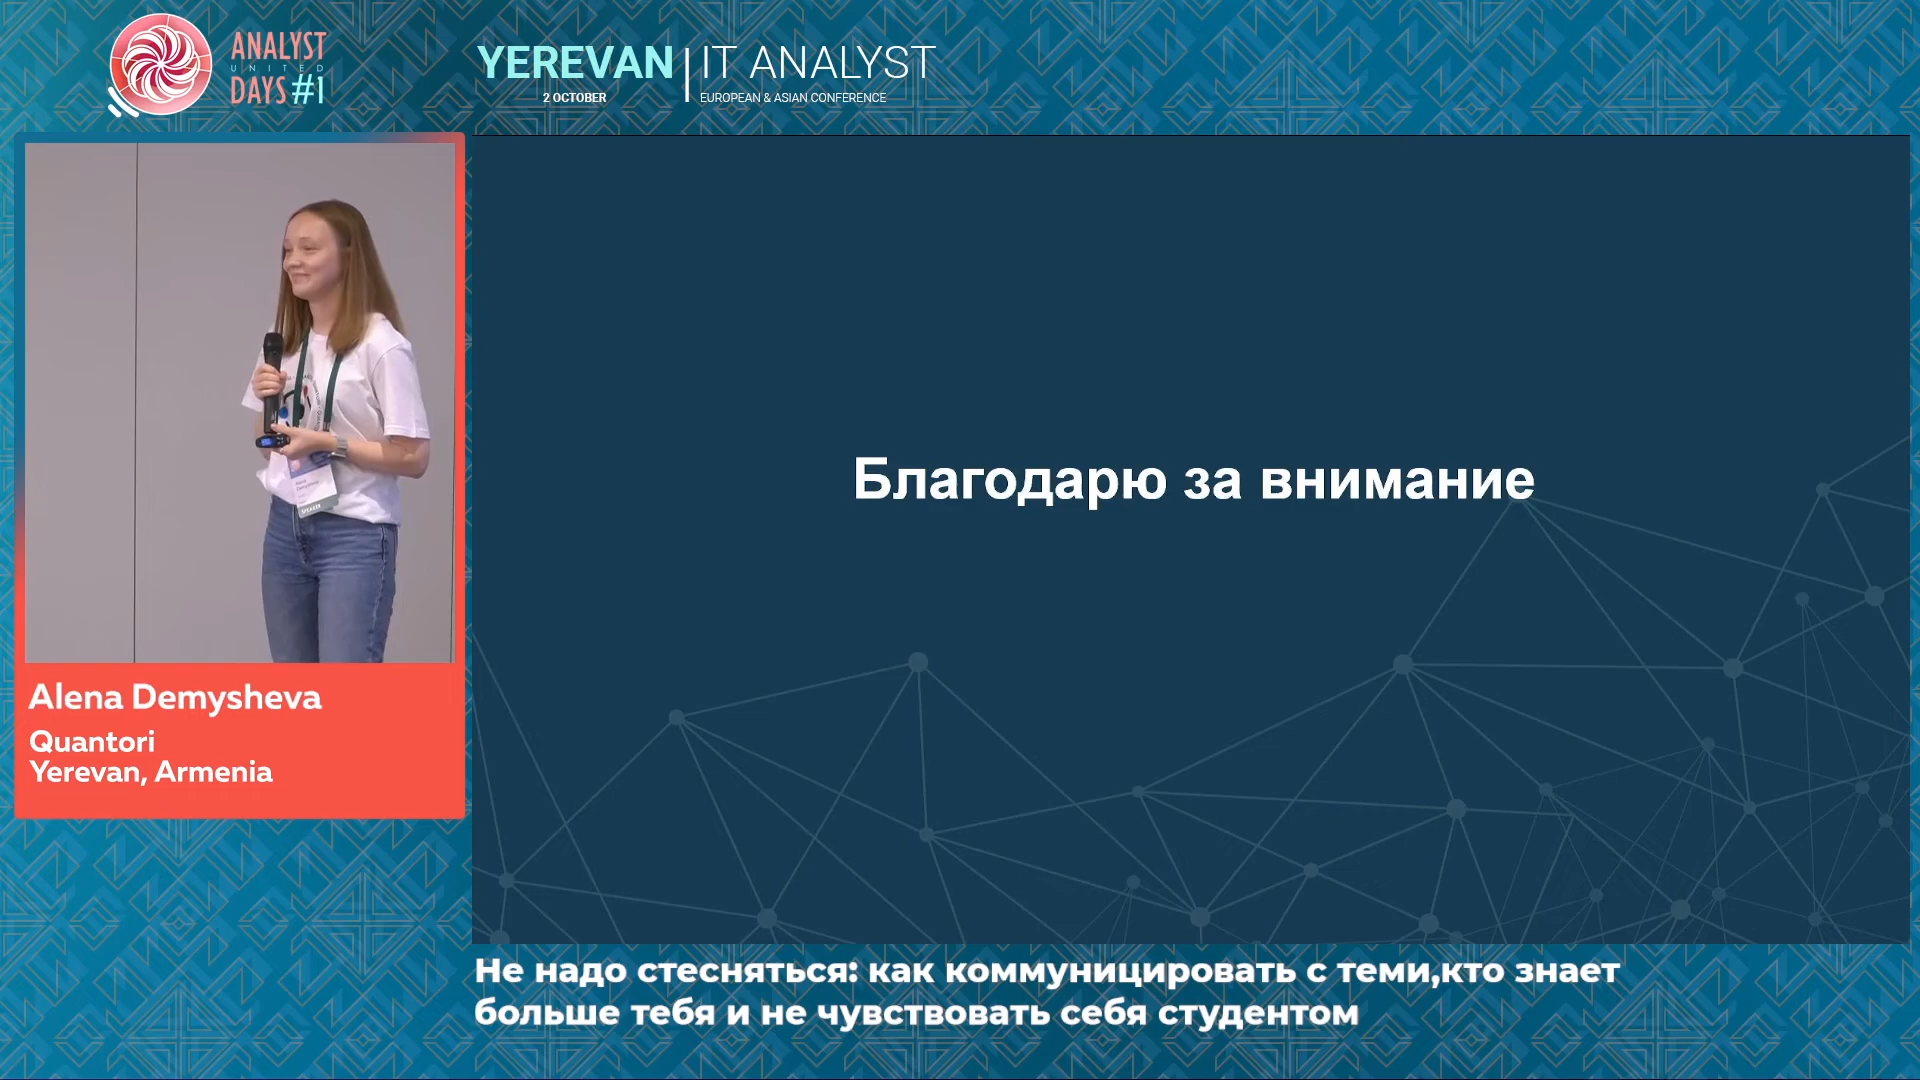 ANALYST
UNITED
DAYS #1
YEREVAN
2 OCTOBER
IT ANALYST
EUROPEAN & ASIAN CONFERENCE
Благодарю за внимание
SPEAKER
Alena Demysheva
Quantori
Yerevan, Armenia
Не надо стесняться: как коммуницировать с теми,кто знает
больше тебя и не чувствовать себя студентом